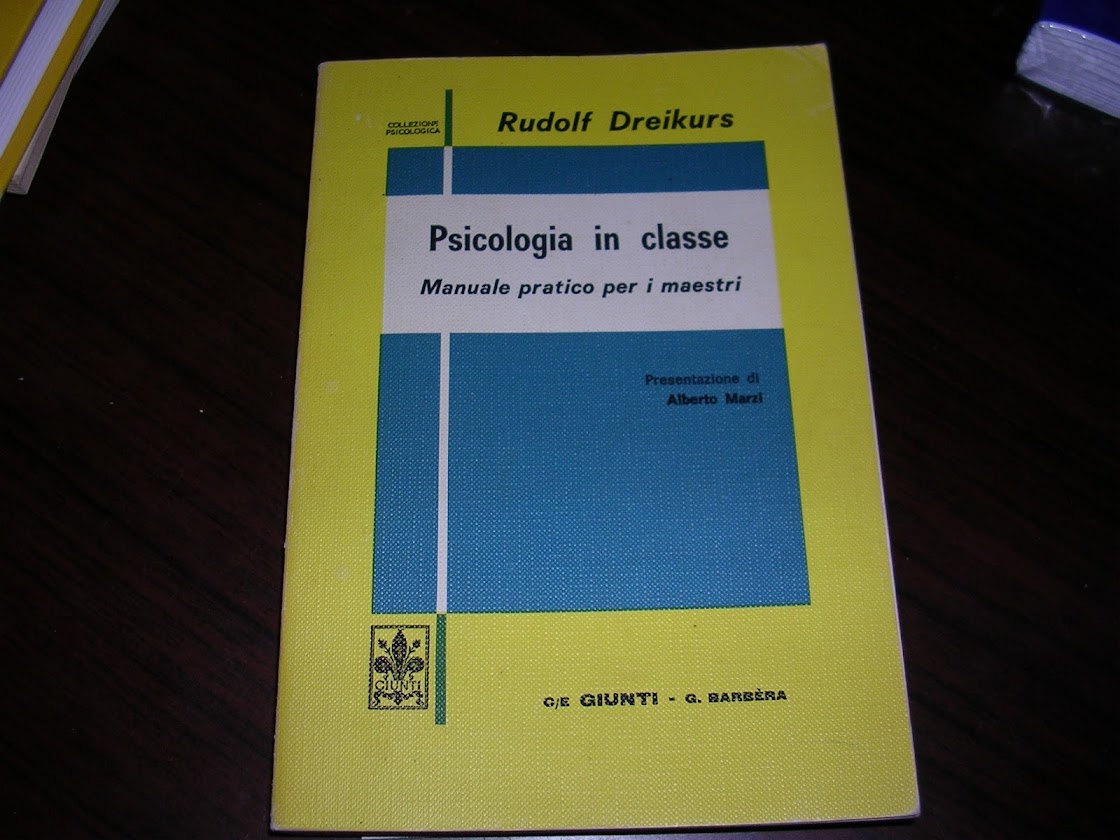 COLLEZIONE
PSICOLOGICA
Rudolf Dreikurs
Psicologia in classe
Manuale pratico per i maestri
Presentazione di
Alberto Marzi
GIUNTI
C/E GIUNTI - G. BARBÈRA